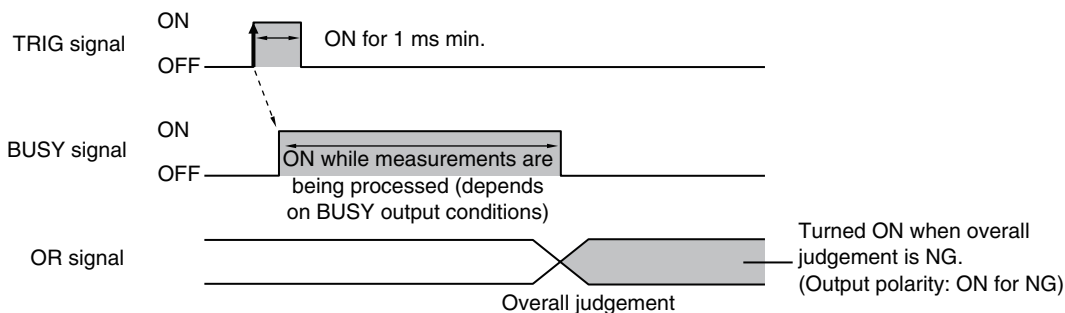 ON
TRIG signal
ON for 1 ms min.
OFF
ON
BUSY signal
OFF
ON while measurements are
being processed (depends
on BUSY output conditions)
OR signal
Turned ON when overall
judgement is NG.
(Output polarity: ON for NG)
Overall judgement